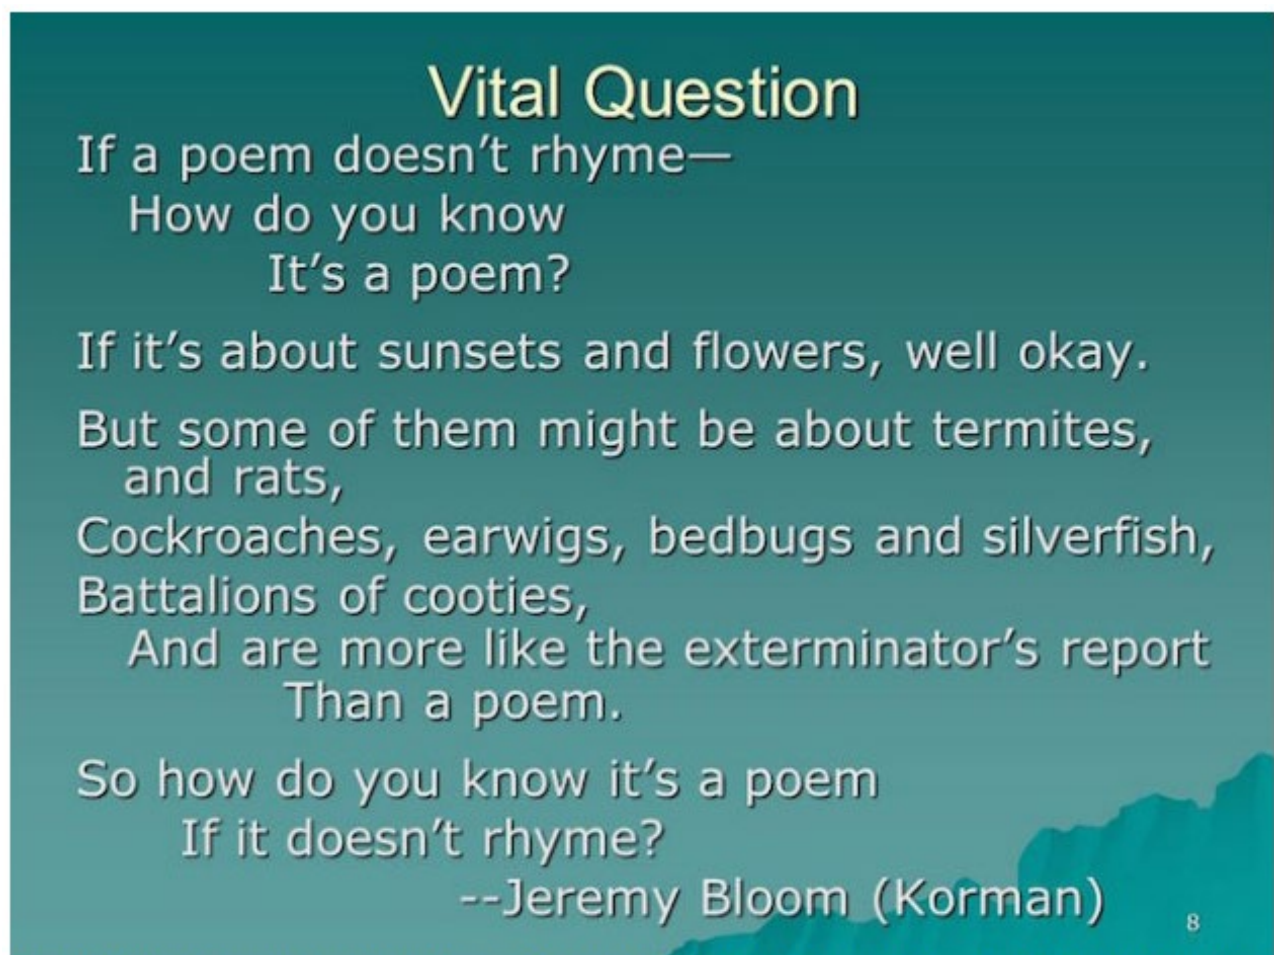 Vital Question
If a poem doesn’t rhyme—
How do you know
It’s a poem?
If it’s about sunsets and flowers, well okay.
But some of them might be about termites,
and rats,
Cockroaches, earwigs, bedbugs and silverfish,
Battalions of cooties,
And are more like the exterminator’s report
Than a poem.
So how do you know it’s a poem
If it doesn’t rhyme?
--Jeremy Bloom (Korman)
8